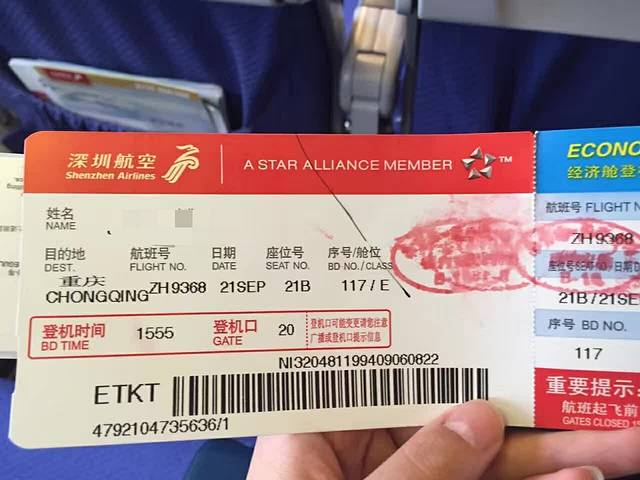 深圳航空
Shenzhen Airlines
A STAR ALLIANCE MEMBER ™
ECONO
经济舱登
姓名
NAME
航班号 FLIGHT N
ZH9368
目的地 航班号 日期 座位号 序号/舱位
DEST. FLIGHT NO. DATE SEAT NO. BD NO./CLASS
重庆
CHONGQING ZH9368 21SEP 21B 117/E
21B/21SE
序号 BD NO.
117
登机时间 1555 登机口 20
BD TIME GATE
登机口可能变更请您注意
广播或登机口提示信息
NI320481199409060822
ETKT
4792104735636/1
重要提示
航班起飞前
GATES CLOSED 15